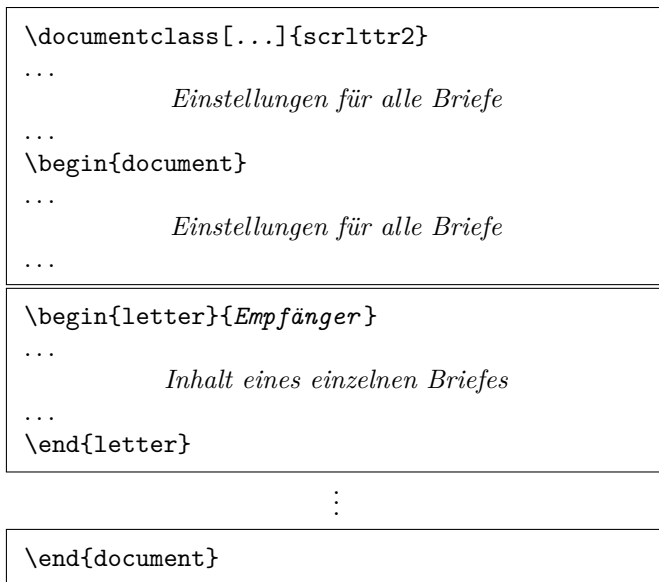 \documentclass[...]{scrlttr2}
...
Einstellungen für alle Briefe
...
\begin{document}
...
Einstellungen für alle Briefe
...
\begin{letter}{Empfänger}
...
Inhalt eines einzelnen Briefes
...
\end{letter}
⋮
\end{document}